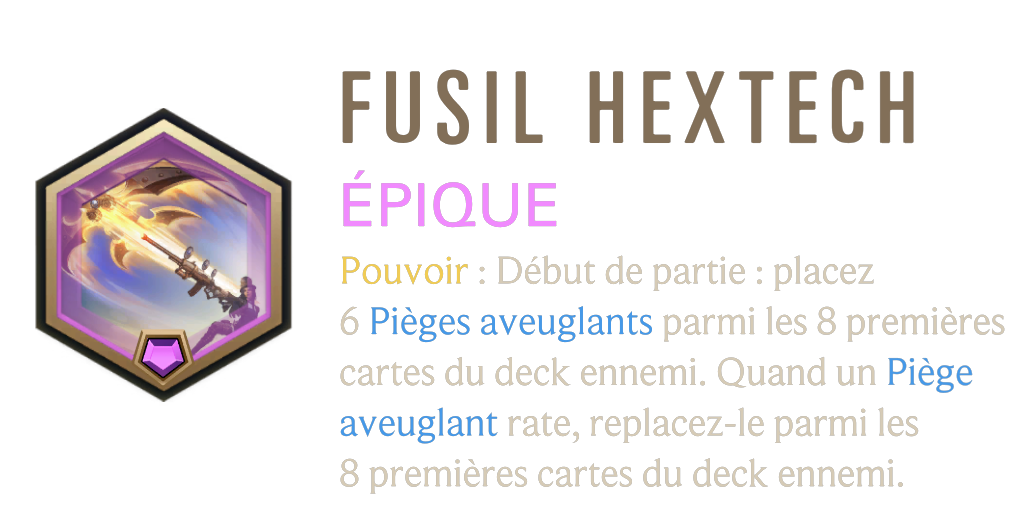 FUSIL HEXTECH
ÉPIQUE
Pouvoir : Début de partie : placez
6 Pièges aveuglants parmi les 8 premières
cartes du deck ennemi. Quand un Piège
aveuglant rate, replacez-le parmi les
8 premières cartes du deck ennemi.